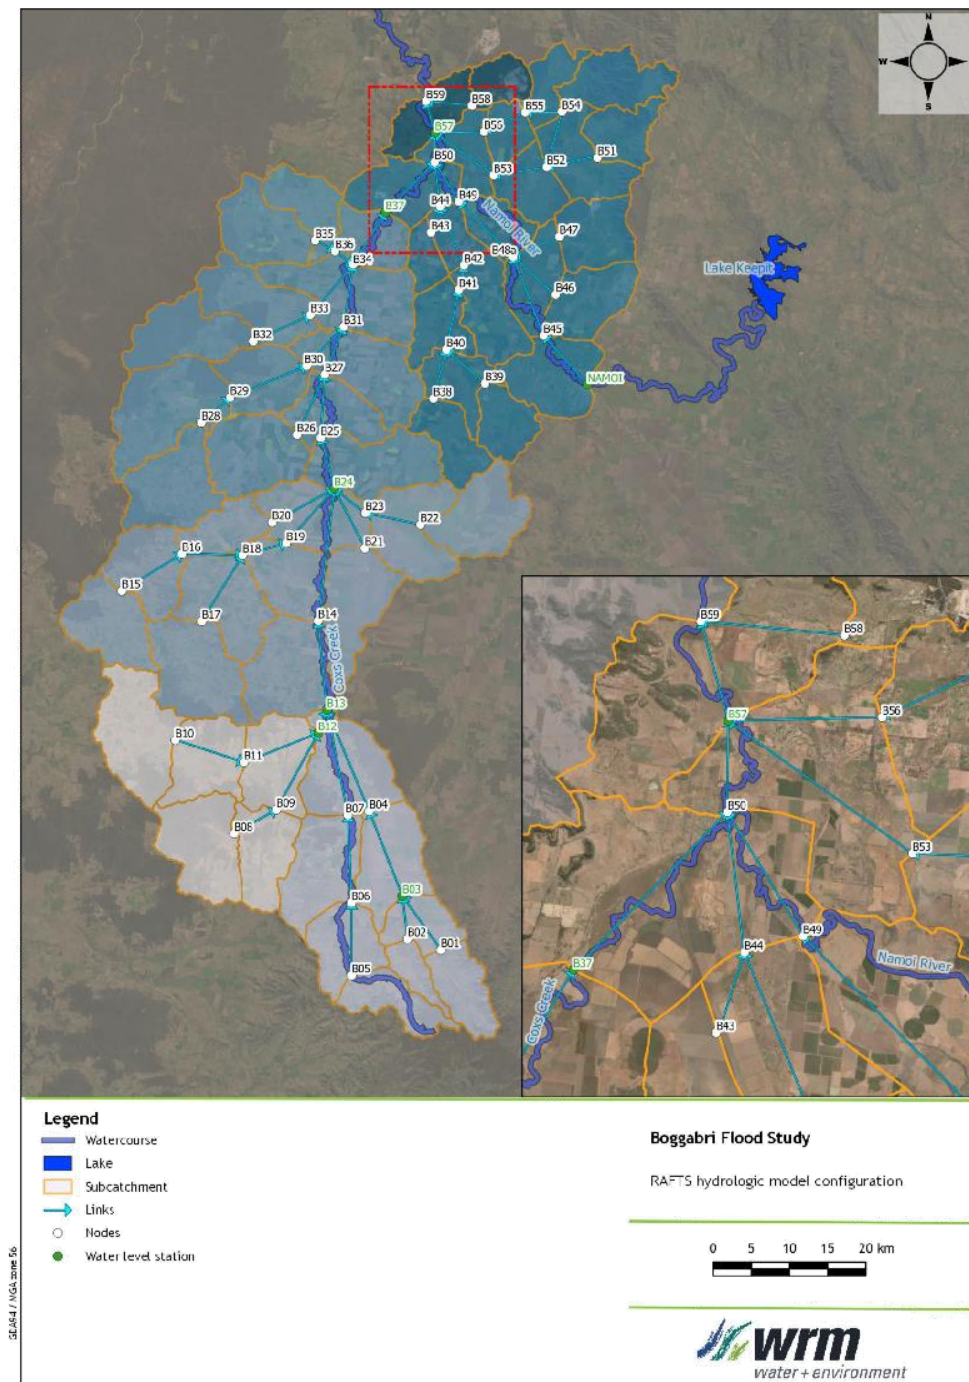 N
W
E
S
B59
B58
B55
B54
B57
B56
B50
B53
B52
B51
B49
B44
B37
B43
Namoi River
B47
B35
B36
B34
B42
B48a
Lake Keepit
B41
B46
B33
B31
B32
B45
B40
B30
B27
NAMOI
B39
B38
B29
B28
B26
B25
B24
B23
B22
B20
B19
B21
B16
B18
B15
B17
B14
Coxs Creek
B13
B12
B10
B11
B09
B08
B07
B04
B06
B03
B02
B01
B05
B59
B58
B57
B56
B50
B53
B49
B44
B37
Namoi River
Coxs Creek
B43
Legend
Watercourse
Lake
Subcatchment
Links
Nodes
Water level station
GDA94 / MGA zone 56
Boggabri Flood Study
RAFTS hydrologic model configuration
0 5 10 15 20 km
wrm
water + environment